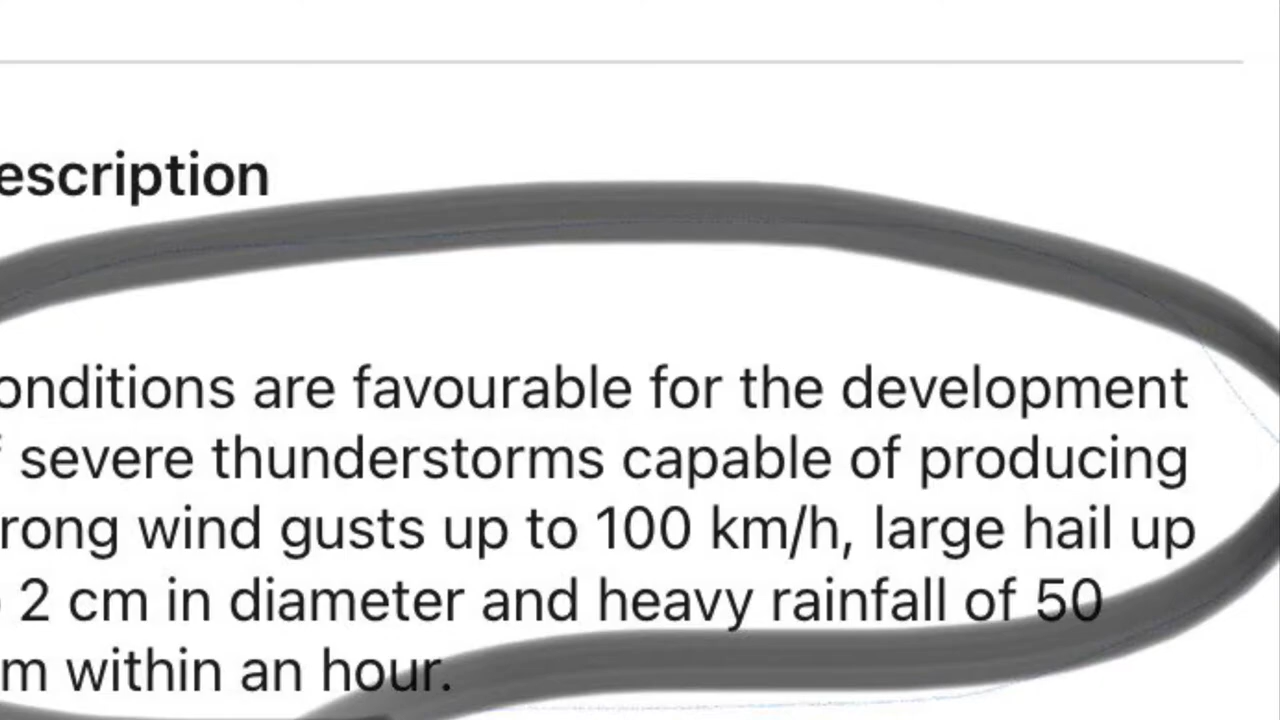 escription
onditions are favourable for the development
f severe thunderstorms capable of producing
rong wind gusts up to 100 km/h, large hail up
2 cm in diameter and heavy rainfall of 50
m within an hour.